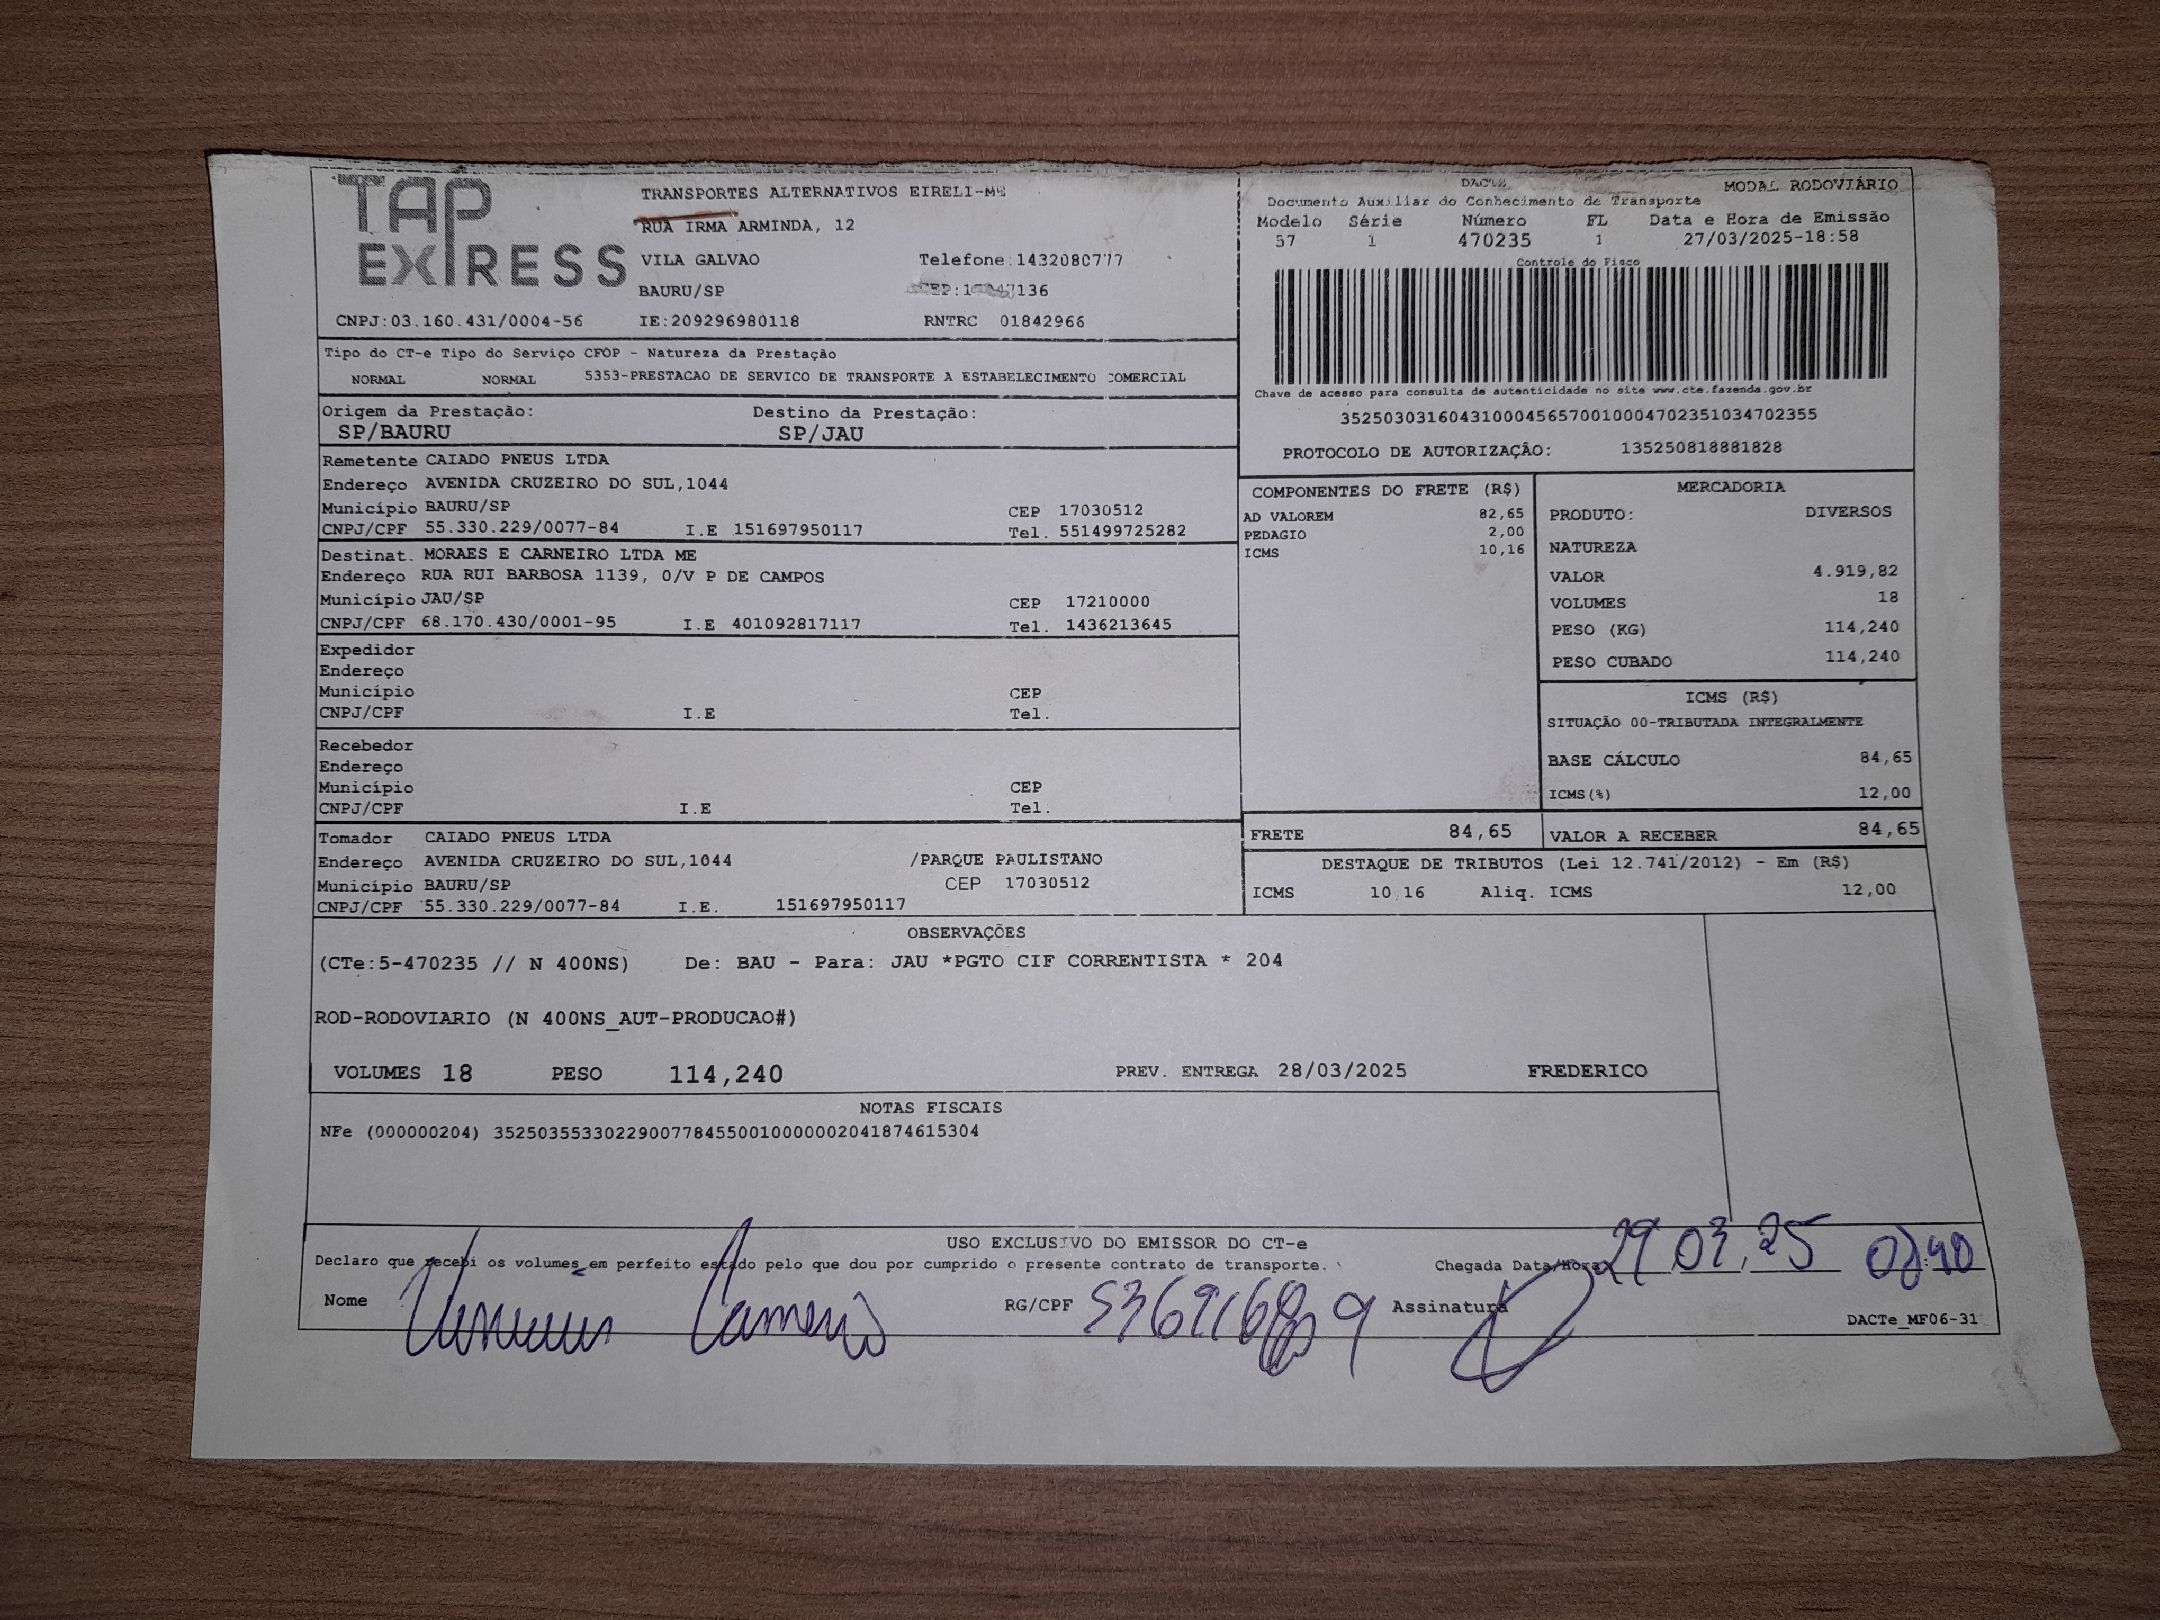 TAP
EXPRESS
TRANSPORTES ALTERNATIVOS EIRELI-ME
RUA IRMA ARMINDA, 12
VILA GALVAO Telefone:1432080777
BAURU/SP CEP:
CNPJ:03.160.431/0004-56 IE:209296980118 RNTRC 01842966
Tipo do CT-e Tipo do Serviço CFOP - Natureza da Prestação
NORMAL NORMAL 5353-PRESTACAO DE SERVICO DE TRANSPORTE A ESTABELECIMENTO COMERCIAL
Origem da Prestação: Destino da Prestação:
SP/BAURU SP/JAU
DACTE MODAL RODOVIÁRIO
Documento Auxiliar do Conhecimento de Transporte
Modelo Série Número FL Data e Hora de Emissão
57 1 470235 1 27/03/2025-18:58
Controle do Fisco
Chave de acesso para consulta de autenticidade no site www.cte.fazenda.gov.br
35250303160431000456570010004702351034702355
PROTOCOLO DE AUTORIZAÇÃO: 135250818881828
Remetente CAIADO PNEUS LTDA
Endereço AVENIDA CRUZEIRO DO SUL,1044
Município BAURU/SP CEP 17030512
CNPJ/CPF 55.330.229/0077-84 I.E 151697950117 Tel. 551499725282
Destinat. MORAES E CARNEIRO LTDA ME
Endereço RUA RUI BARBOSA 1139, 0/V P DE CAMPOS
Município JAU/SP CEP 17210000
CNPJ/CPF 68.170.430/0001-95 I.E 401092817117 Tel. 1436213645
Expedidor
Endereço
Município CEP
CNPJ/CPF I.E Tel.
Recebedor
Endereço
Município CEP
CNPJ/CPF I.E Tel.
Tomador CAIADO PNEUS LTDA
Endereço AVENIDA CRUZEIRO DO SUL,1044 /PARQUE PAULISTANO
Município BAURU/SP CEP 17030512
CNPJ/CPF 55.330.229/0077-84 I.E. 151697950117
COMPONENTES DO FRETE (R$)
AD VALOREM 82,65
PEDAGIO 2,00
ICMS 10,16
MERCADORIA
PRODUTO: DIVERSOS
NATUREZA
VALOR 4.919,82
VOLUMES 18
PESO (KG) 114,240
PESO CUBADO 114,240
ICMS (R$)
SITUAÇÃO 00-TRIBUTADA INTEGRALMENTE
BASE CÁLCULO 84,65
ICMS(%) 12,00
FRETE 84,65 VALOR A RECEBER 84,65
DESTAQUE DE TRIBUTOS (Lei 12.741/2012) - Em (R$)
ICMS 10,16 Aliq. ICMS 12,00
OBSERVAÇÕES
(CTe:5-470235 // N 400NS) De: BAU - Para: JAU *PGTO CIF CORRENTISTA * 204
ROD-RODOVIARIO (N 400NS_AUT-PRODUCAO#)
VOLUMES 18 PESO 114,240 PREV. ENTREGA 28/03/2025 FREDERICO
NOTAS FISCAIS
NFe (000000204) 35250355330229007784550010000002041874615304
USO EXCLUSIVO DO EMISSOR DO CT-e
Declaro que recebi os volumes em perfeito estado pelo que dou por cumprido o presente contrato de transporte. Chegada Data/Hora
Nome RG/CPF Assinatura
DACTe_MF06-31